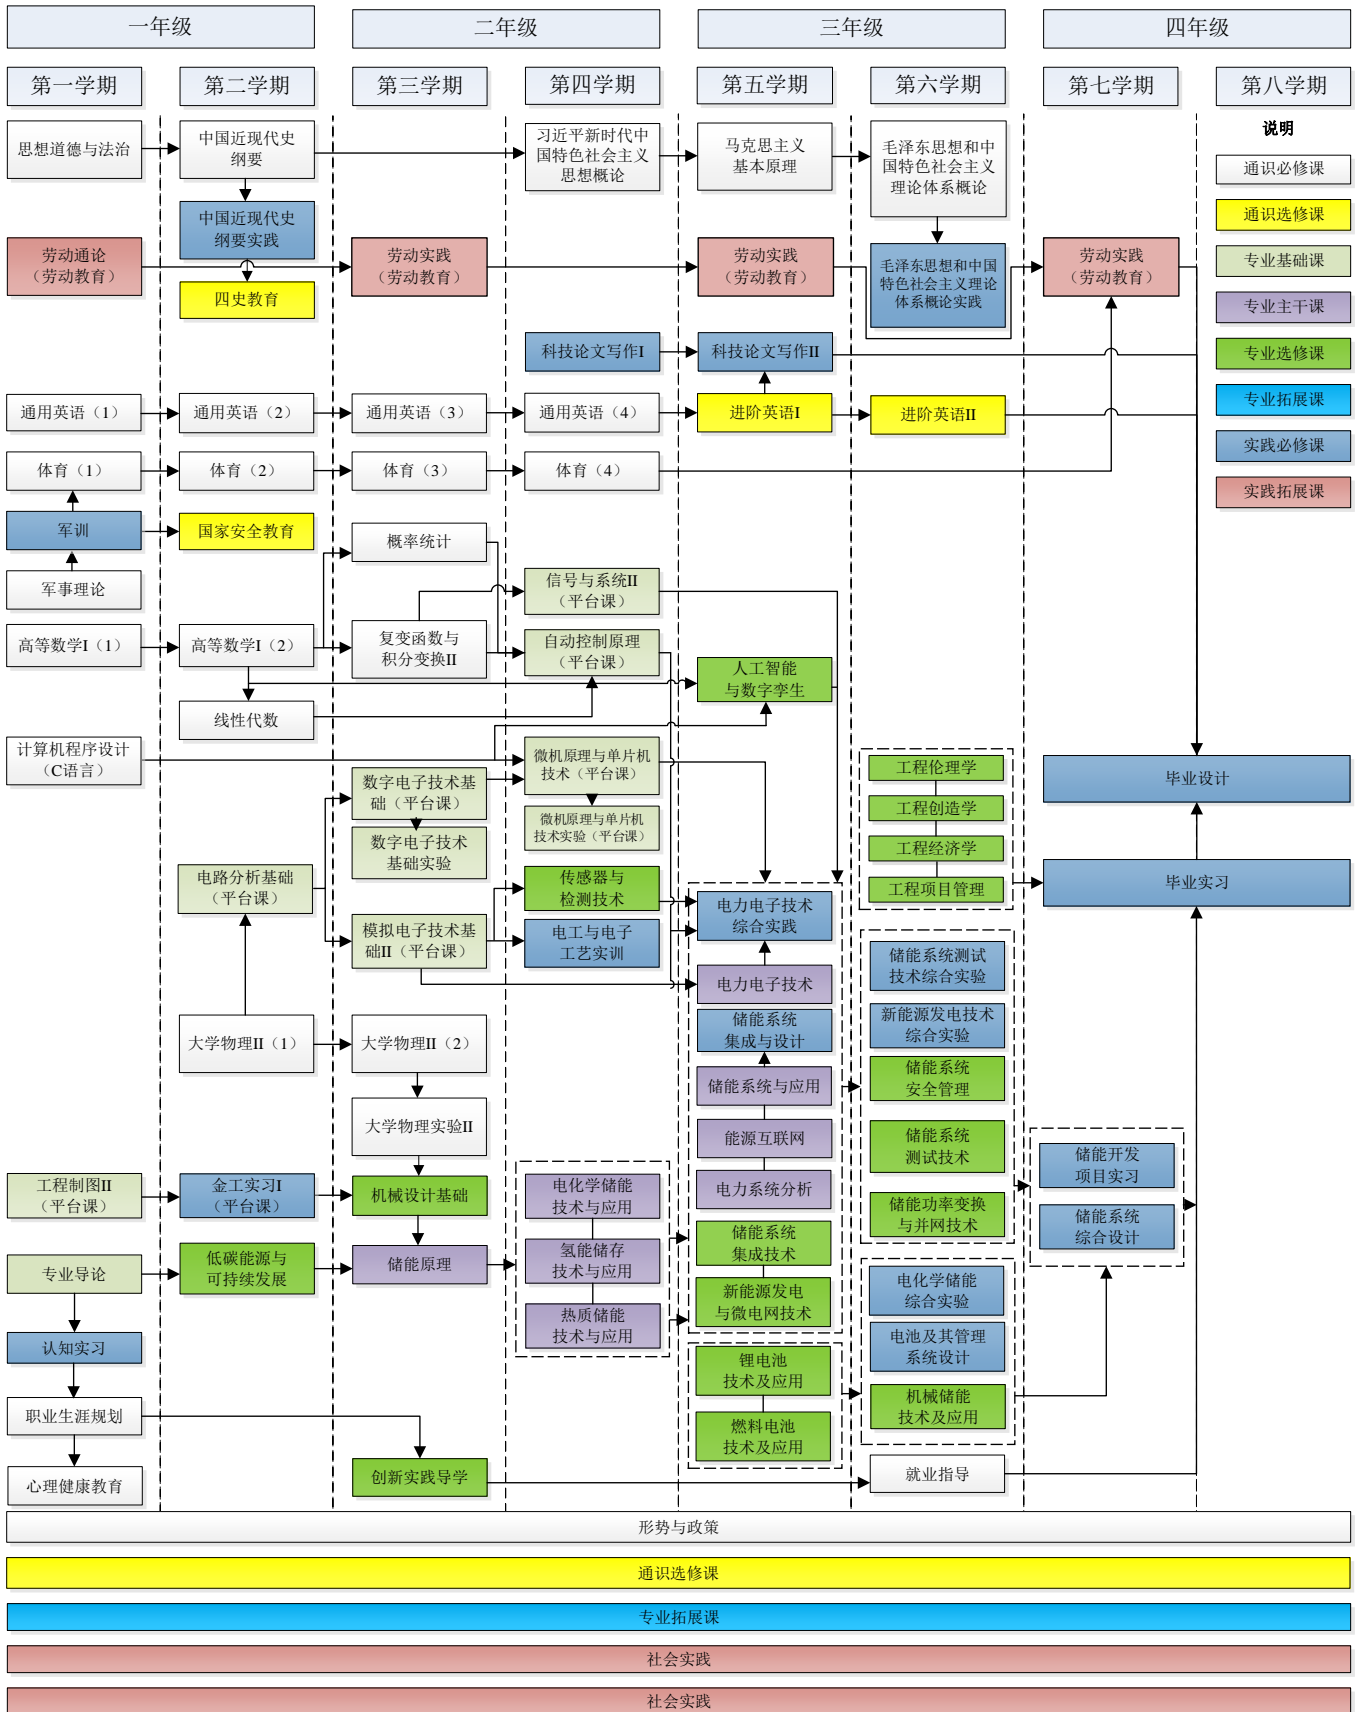 一年级
二年级
三年级
四年级
第一学期
第二学期
第三学期
第四学期
第五学期
第六学期
第七学期
第八学期
思想道德与法治
中国近现代史
纲要
习近平新时代中
国特色社会主义
思想概论
马克思主义
基本原理
毛泽东思想和中
国特色社会主义
理论体系概论
说明
通识必修课
通识选修课
专业基础课
专业主干课
专业选修课
专业拓展课
实践必修课
实践拓展课
中国近现代史
纲要实践
劳动通论
（劳动教育）
四史教育
劳动实践
（劳动教育）
劳动实践
（劳动教育）
毛泽东思想和中国
特色社会主义理论
体系概论实践
劳动实践
（劳动教育）
科技论文写作I
科技论文写作II
通用英语（1）
通用英语（2）
通用英语（3）
通用英语（4）
进阶英语I
进阶英语II
体育（1）
体育（2）
体育（3）
体育（4）
军训
国家安全教育
概率统计
军事理论
信号与系统II
（平台课）
高等数学I（1）
高等数学I（2）
复变函数与
积分变换II
自动控制原理
（平台课）
人工智能
与数字孪生
线性代数
计算机程序设计
（C语言）
数字电子技术基
础（平台课）
微机原理与单片机
技术（平台课）
工程伦理学
毕业设计
工程创造学
微机原理与单片机
技术实验（平台课）
数字电子技术
基础实验
工程经济学
电路分析基础
（平台课）
传感器与
检测技术
工程项目管理
毕业实习
电力电子技术
综合实践
模拟电子技术基
础II（平台课）
电工与电子
工艺实训
储能系统测试
技术综合实验
电力电子技术
大学物理II（1）
大学物理II（2）
储能系统
集成与设计
新能源发电技术
综合实验
储能系统与应用
储能系统
安全管理
大学物理实验II
能源互联网
储能系统
测试技术
储能开发
项目实习
工程制图II
（平台课）
金工实习I
（平台课）
机械设计基础
电化学储能
技术与应用
电力系统分析
储能功率变换
与并网技术
储能系统
综合设计
专业导论
低碳能源与
可持续发展
储能原理
氢能储存
技术与应用
储能系统
集成技术
电化学储能
综合实验
热质储能
技术与应用
新能源发电
与微电网技术
认知实习
电池及其管理
系统设计
锂电池
技术及应用
职业生涯规划
机械储能
技术及应用
燃料电池
技术及应用
心理健康教育
创新实践导学
就业指导
形势与政策
通识选修课
专业拓展课
社会实践
社会实践